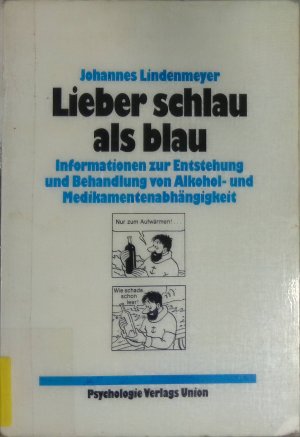 Johannes Lindenmeyer
Lieber schlau
als blau
Informationen zur Entstehung
und Behandlung von Alkohol- und
Medikamentenabhängigkeit
Nur zum Aufwärmen! . . .
Wie schade,
schon
leer!
Psychologie Verlags Union